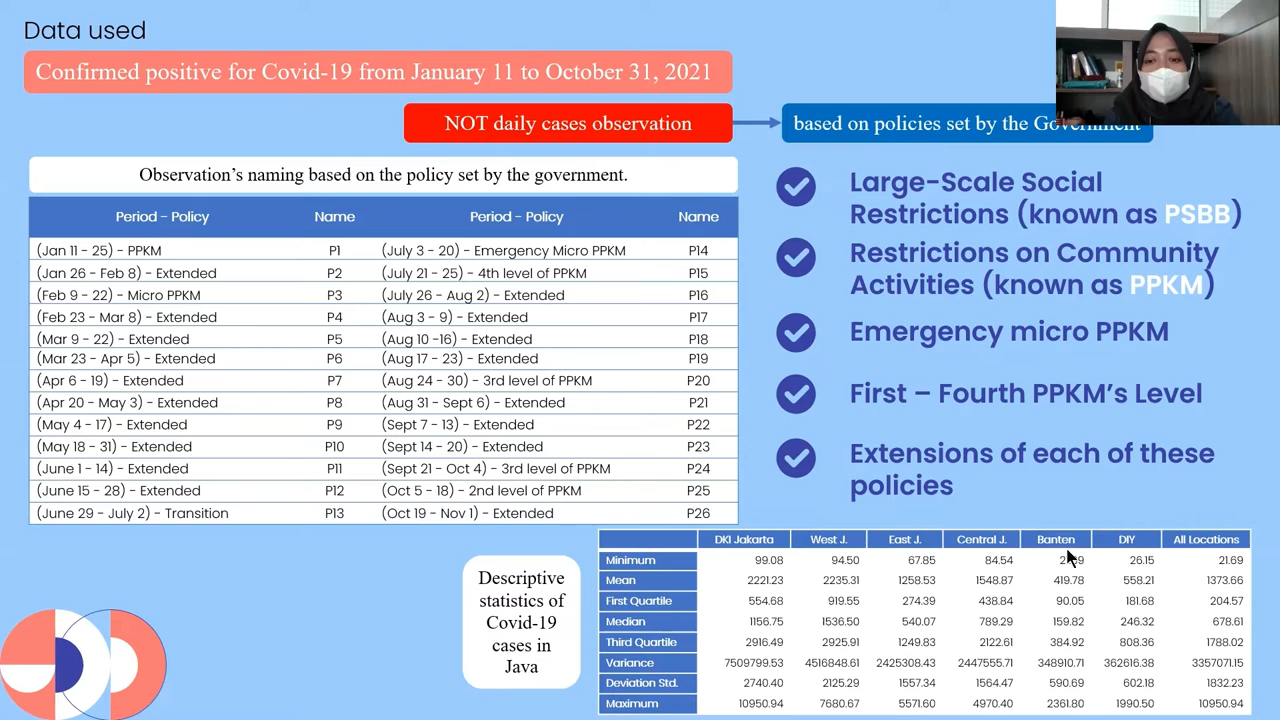 Data used
Confirmed positive for Covid-19 from January 11 to October 31, 2021
NOT daily cases observation
based on policies set by the Government
Observation's naming based on the policy set by the government.
Period - Policy Name Period - Policy Name
(Jan 11 - 25) - PPKM P1 (July 3 - 20) - Emergency Micro PPKM P14
(Jan 26 - Feb 8) - Extended P2 (July 21 - 25) - 4th level of PPKM P15
(Feb 9 - 22) - Micro PPKM P3 (July 26 - Aug 2) - Extended P16
(Feb 23 - Mar 8) - Extended P4 (Aug 3 - 9) - Extended P17
(Mar 9 - 22) - Extended P5 (Aug 10 -16) - Extended P18
(Mar 23 - Apr 5) - Extended P6 (Aug 17 - 23) - Extended P19
(Apr 6 - 19) - Extended P7 (Aug 24 - 30) - 3rd level of PPKM P20
(Apr 20 - May 3) - Extended P8 (Aug 31 - Sept 6) - Extended P21
(May 4 - 17) - Extended P9 (Sept 7 - 13) - Extended P22
(May 18 - 31) - Extended P10 (Sept 14 - 20) - Extended P23
(June 1 - 14) - Extended P11 (Sept 21 - Oct 4) - 3rd level of PPKM P24
(June 15 - 28) - Extended P12 (Oct 5 - 18) - 2nd level of PPKM P25
(June 29 - July 2) - Transition P13 (Oct 19 - Nov 1) - Extended P26
Large-Scale Social
Restrictions (known as PSBB)
Restrictions on Community
Activities (known as PPKM)
Emergency micro PPKM
First – Fourth PPKM's Level
Extensions of each of these
policies
Descriptive
statistics of
Covid-19
cases in
Java
DKI Jakarta West J. East J. Central J. Banten DIY All Locations
Minimum 99.08 94.50 67.85 84.54 26.15 21.69
Mean 2221.23 2235.31 1258.53 1548.87 419.78 558.21 1373.66
First Quartile 554.68 919.55 274.39 438.84 90.05 181.68 204.57
Median 1156.75 1536.50 540.07 789.29 159.82 246.32 678.61
Third Quartile 2916.49 2925.91 1249.83 2122.61 384.92 808.36 1788.02
Variance 7509799.53 4516848.61 2425308.43 2447555.71 348910.71 362616.38 3357071.15
Deviation Std. 2740.40 2125.29 1557.34 1564.47 590.69 602.18 1832.23
Maximum 10950.94 7680.67 5571.60 4970.40 2361.80 1990.50 10950.94